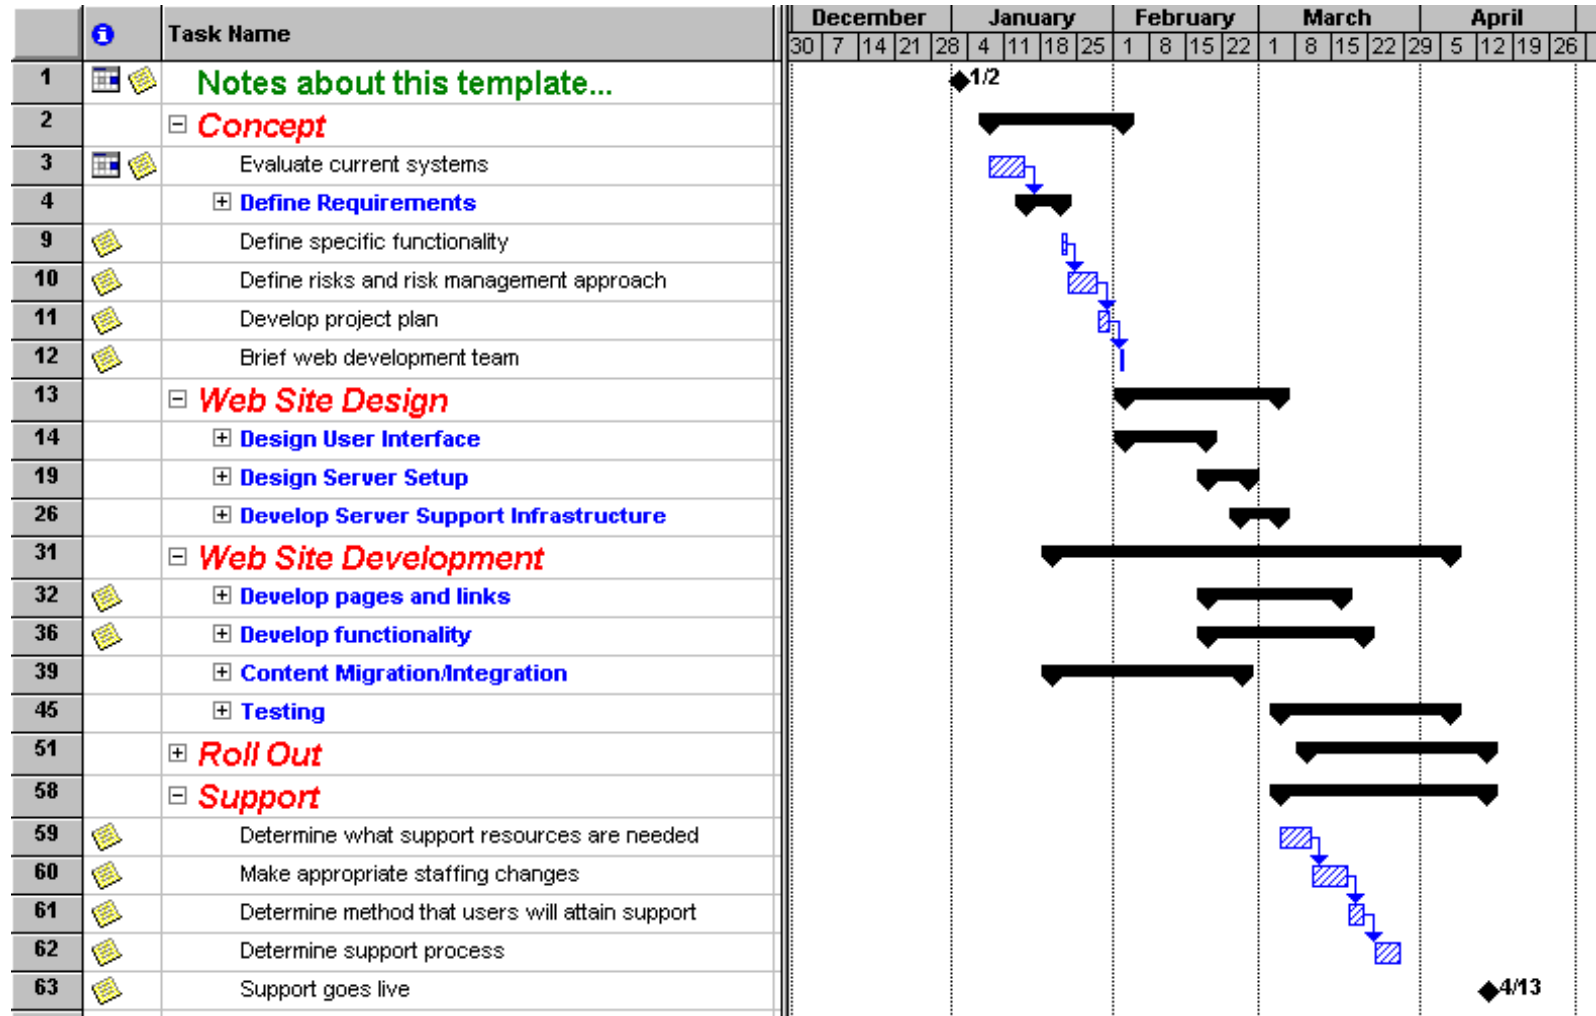 December January February March April
Task Name
30 7 14 21 28 4 11 18 25 1 8 15 22 1 8 15 22 29 5 12 19 26
1 Notes about this template... 1/2
2 Concept
3 Evaluate current systems
4 Define Requirements
9 Define specific functionality
10 Define risks and risk management approach
11 Develop project plan
12 Brief web development team
13 Web Site Design
14 Design User Interface
19 Design Server Setup
26 Develop Server Support Infrastructure
31 Web Site Development
32 Develop pages and links
36 Develop functionality
39 Content Migration/Integration
45 Testing
51 Roll Out
58 Support
59 Determine what support resources are needed
60 Make appropriate staffing changes
61 Determine method that users will attain support
62 Determine support process
63 Support goes live 4/13